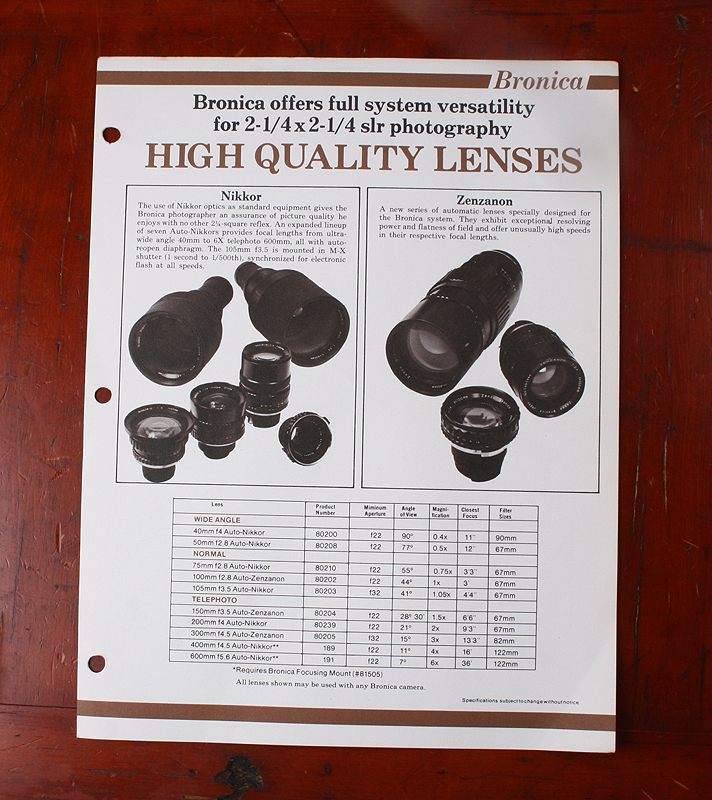 Bronica
Bronica offers full system versatility
for 2-1/4 x 2-1/4 slr photography
HIGH QUALITY LENSES
Nikkor
The use of Nikkor optics as standard equipment gives the
Bronica photographer an assurance of picture quality he
enjoys with no other 2¼-square reflex. An expanded lineup
of seven Auto-Nikkors provides focal lengths from ultra-
wide angle 40mm to 6X telephoto 600mm, all with auto-
reopen diaphragm. The 105mm f3.5 is mounted in M-X
shutter (1 second to 1/500th), synchronized for electronic
flash at all speeds.
Zenzanon
A new series of automatic lenses specially designed for
the Bronica system. They exhibit exceptional resolving
power and flatness of field and offer unusually high speeds
in their respective focal lengths.
Lens Product Number Miminum Aperture Angle of View Magni-fication Closest Focus Filter Sizes
WIDE ANGLE
40mm f4 Auto-Nikkor 80200 f22 90° 0.4x 11" 90mm
50mm f2.8 Auto-Nikkor 80208 f22 77° 0.5x 12" 67mm
NORMAL
75mm f2.8 Auto-Nikkor 80210 f22 55° 0.75x 3'3" 67mm
100mm f2.8 Auto-Zenzanon 80202 f22 44° 1x 3' 67mm
105mm f3.5 Auto-Nikkor 80203 f32 41° 1.05x 4'4" 67mm
TELEPHOTO
150mm f3.5 Auto-Zenzanon 80204 f22 28° 30' 1.5x 6'6" 67mm
200mm f4 Auto-Nikkor 80239 f22 21° 2x 9'3" 67mm
300mm f4.5 Auto-Zenzanon 80205 f32 15° 3x 13'3" 82mm
400mm f4.5 Auto-Nikkor** 189 f22 11° 4x 16' 122mm
600mm f5.6 Auto-Nikkor** 191 f22 7° 6x 36' 122mm
*Requires Bronica Focusing Mount (#81505)
All lenses shown may be used with any Bronica camera.
Specifications subject to change without notice.